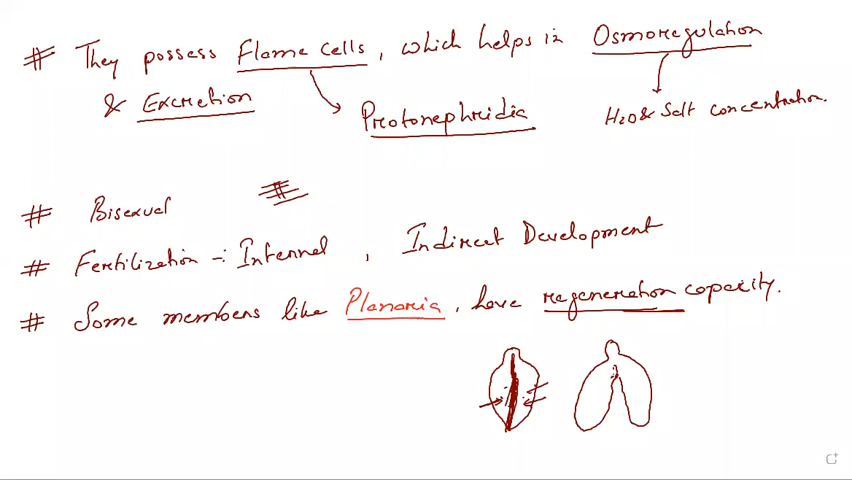 # They possess Flame cells, which helps in Osmoregulation
& Excretion
Protonephridia
H2O & Salt concentration.
# Bisexual
# Fertilization -: Internal, Indirect Development
# Some members like Planaria, have regeneration capacity.